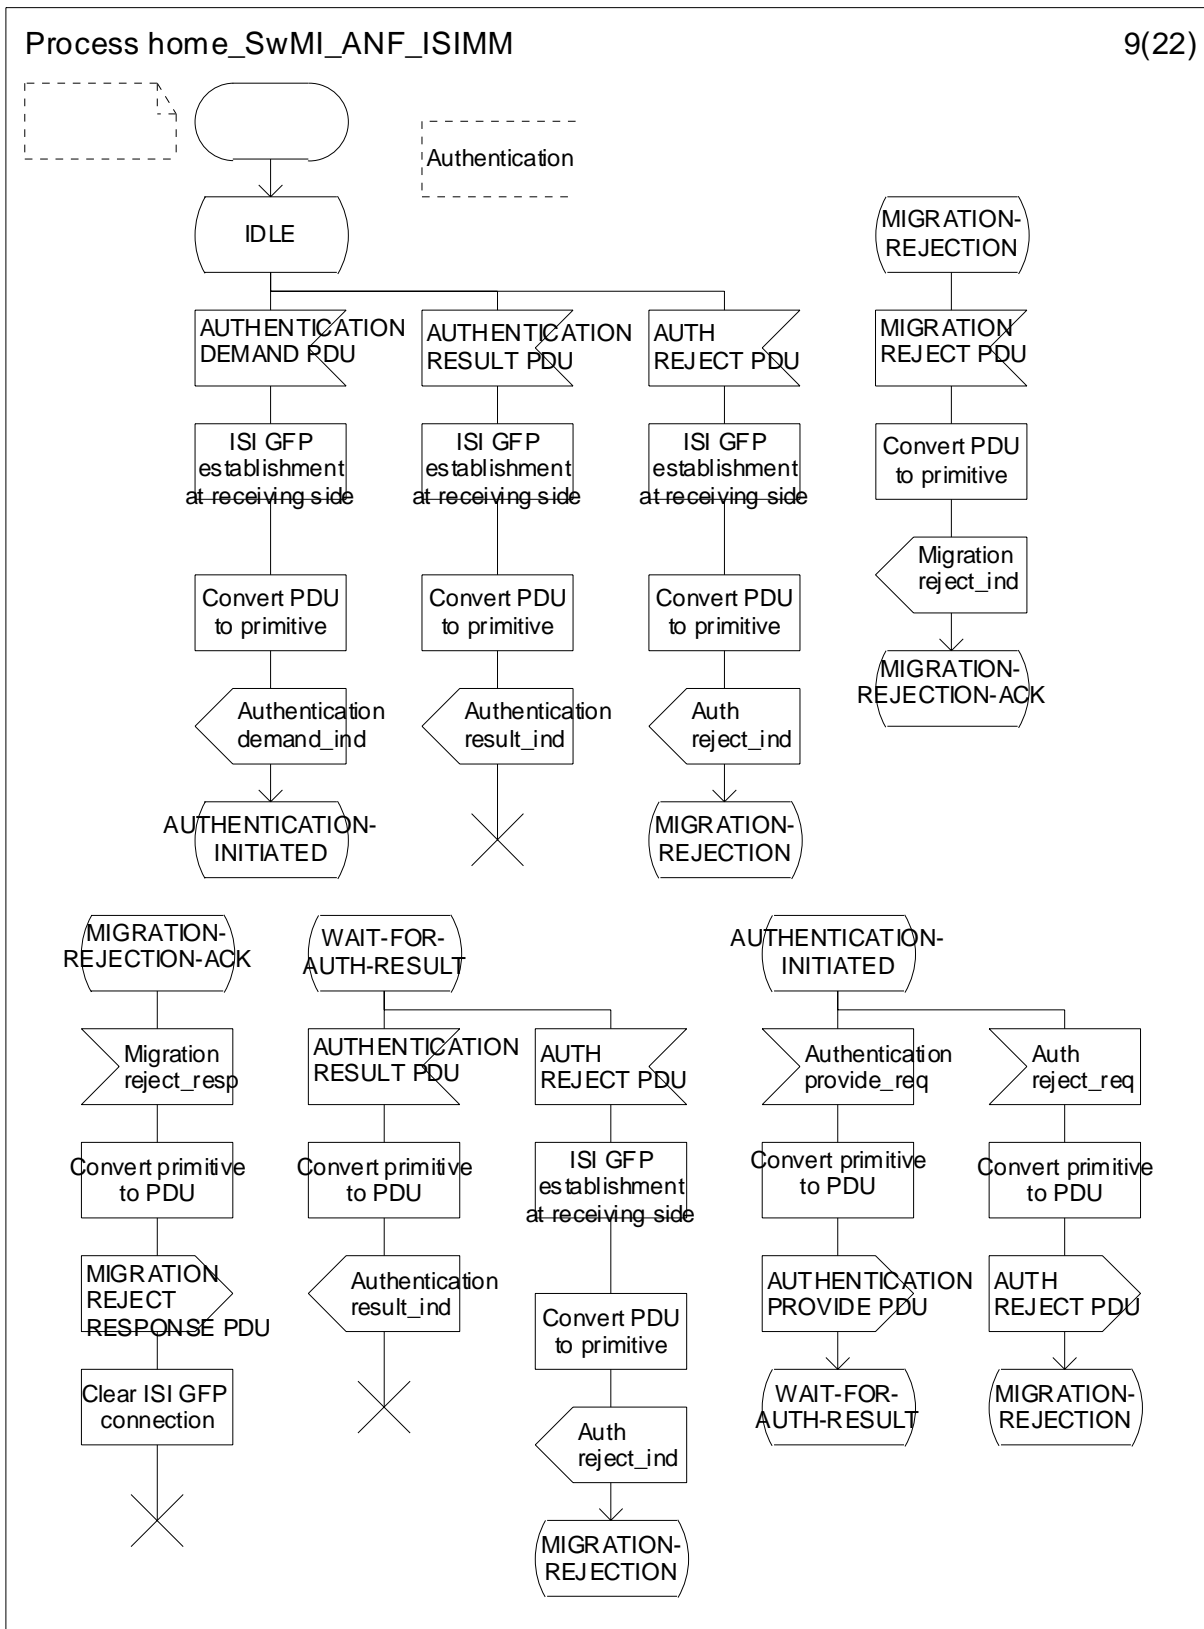 Process home_SwMI_ANF_ISIMM
9(22)
Authentication
IDLE
MIGRATION-
REJECTION
AUTHENTICATION
DEMAND PDU
AUTHENTICATION
RESULT PDU
AUTH
REJECT PDU
MIGRATION
REJECT PDU
ISI GFP
establishment
at receiving side
ISI GFP
establishment
at receiving side
ISI GFP
establishment
at receiving side
Convert PDU
to primitive
Migration
reject_ind
Convert PDU
to primitive
Convert PDU
to primitive
Convert PDU
to primitive
MIGRATION-
REJECTION-ACK
Authentication
demand_ind
Authentication
result_ind
Auth
reject_ind
AUTHENTICATION-
INITIATED
MIGRATION-
REJECTION
MIGRATION-
REJECTION-ACK
WAIT-FOR-
AUTH-RESULT
AUTHENTICATION-
INITIATED
Migration
reject_resp
AUTHENTICATION
RESULT PDU
AUTH
REJECT PDU
Authentication
provide_req
Auth
reject_req
Convert primitive
to PDU
Convert primitive
to PDU
ISI GFP
establishment
at receiving side
Convert primitive
to PDU
Convert primitive
to PDU
MIGRATION
REJECT
RESPONSE PDU
Authentication
result_ind
Convert PDU
to primitive
AUTHENTICATION
PROVIDE PDU
AUTH
REJECT PDU
Clear ISI GFP
connection
Auth
reject_ind
WAIT-FOR-
AUTH-RESULT
MIGRATION-
REJECTION
MIGRATION-
REJECTION